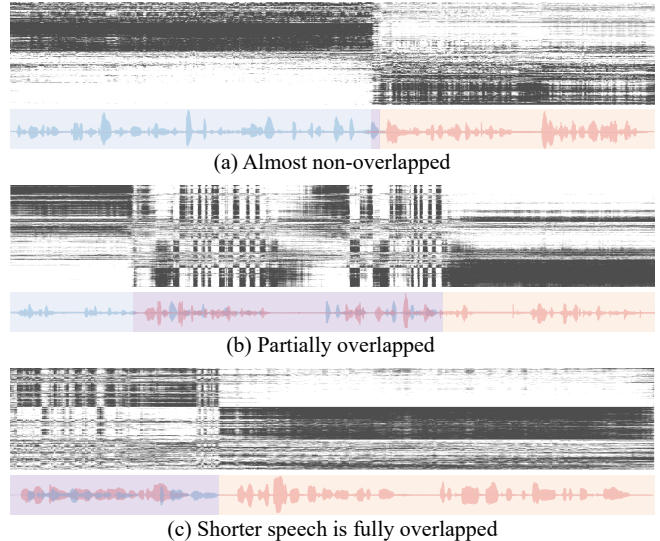 (a) Almost non-overlapped
(b) Partially overlapped
(c) Shorter speech is fully overlapped